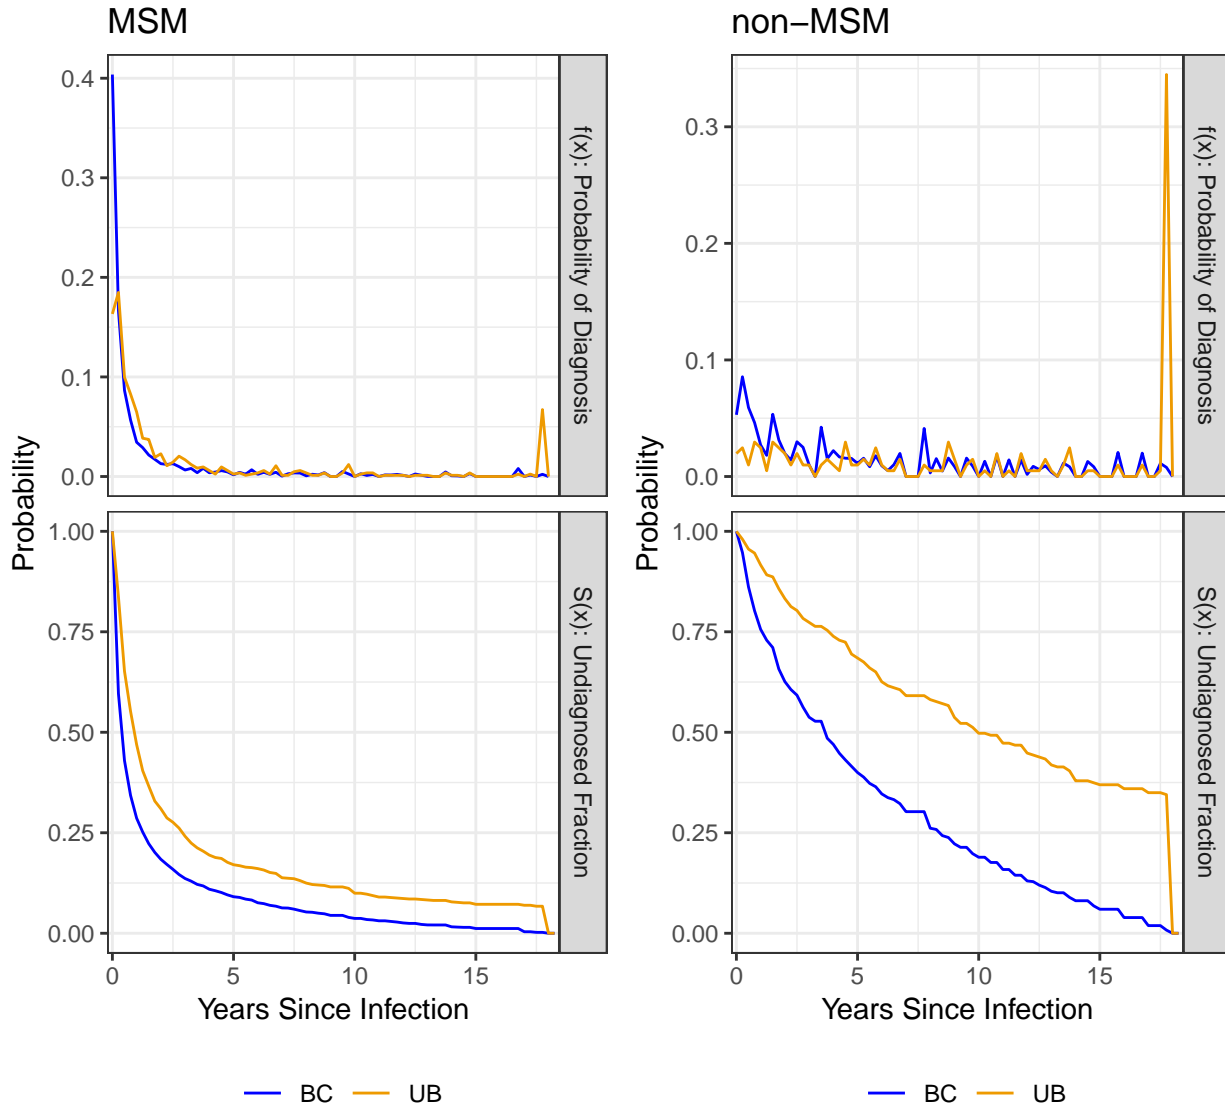 MSM
non−MSM
Probability
0.4
0.3
0.2
0.1
0.0
f(x): Probability of Diagnosis
1.00
0.75
0.50
0.25
0.00
S(x): Undiagnosed Fraction
0 5 10 15
Years Since Infection
BC UB
Probability
0.3
0.2
0.1
0.0
f(x): Probability of Diagnosis
1.00
0.75
0.50
0.25
0.00
S(x): Undiagnosed Fraction
0 5 10 15
Years Since Infection
BC UB